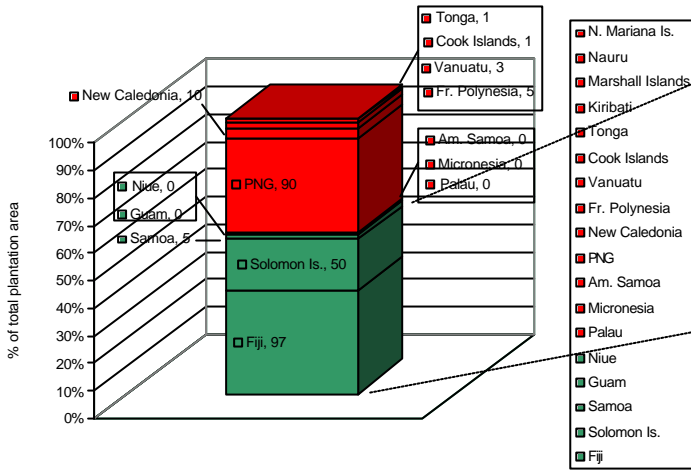 Tonga, 1
Cook Islands, 1
Vanuatu, 3
Fr. Polynesia, 5
New Caledonia, 10
Am. Samoa, 0
Micronesia, 0
Palau, 0
PNG, 90
Niue, 0
Guam, 0
Samoa, 5
Solomon Is., 50
Fiji, 97
% of total plantation area
100%
90%
80%
70%
60%
50%
40%
30%
20%
10%
0%
N. Mariana Is.
Nauru
Marshall Islands
Kiribati
Tonga
Cook Islands
Vanuatu
Fr. Polynesia
New Caledonia
PNG
Am. Samoa
Micronesia
Palau
Niue
Guam
Samoa
Solomon Is.
Fiji